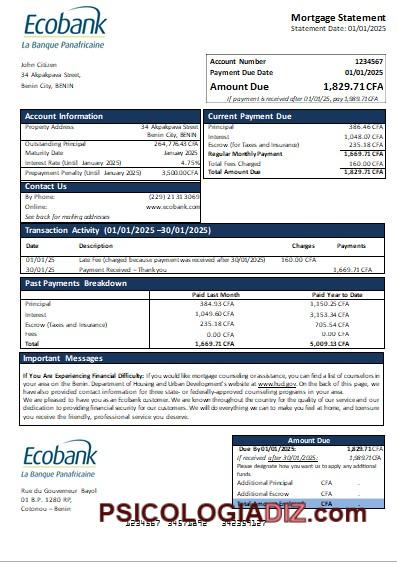 Ecobank
La Banque Panafricaine
Mortgage Statement
Statement Date: 01/01/2025
John Citizen
34 Akpakpava Street,
Benin City, BENIN
Account Number 1234567
Payment Due Date 01/01/2025
Amount Due 1,829.71 CFA
If payment is received after 01/01/25, pay 1,989.71 CFA
Account Information
Property Address 34 Akpakpava Street
Benin City, BENIN
Outstanding Principal 264,776.43 CFA
Maturity Date January 2025
Interest Rate (Until January 2025) 4.75%
Prepayment Penalty (Until January 2025) 3,500.00 CFA
Contact Us
By Phone: (229) 21 31 3069
Online: www.ecobank.com
See back for mailing addresses
Current Payment Due
Principal 386.46 CFA
Interest 1,048.07 CFA
Escrow (for Taxes and Insurance) 235.18 CFA
Regular Monthly Payment 1,669.71 CFA
Total Fees Charged 160.00 CFA
Total Amount Due 1,829.71 CFA
Transaction Activity (01/01/2025 –30/01/2025)
Date Description Charges Payments
01/01/25 Late Fee (charged because payment was received after 30/01/2025) 160.00 CFA
30/01/25 Payment Received – Thank you 1,669.71 CFA
Past Payments Breakdown
Paid Last Month Paid Year to Date
Principal 384.93 CFA 1,150.25 CFA
Interest 1,049.60 CFA 3,153.34 CFA
Escrow (Taxes and Insurance) 235.18 CFA 705.54 CFA
Fees 0.00 CFA 0.00 CFA
Total 1,669.71 CFA 5,009.13 CFA
Important Messages
If You Are Experiencing Financial Difficulty: If you would like mortgage counseling or assistance, you can find a list of counselors in
your area on the Benin. Department of Housing and Urban Development's website at www.hud.gov. On the back of this page, we
have also provided contact information for three state- or federally-approved counseling programs in your area.
We are pleased to have you as an Ecobank customer. We are known throughout the country for the quality of our service and our
dedication to providing financial security for our customers. We will do everything we can to make you feel at home, and to ensure
you receive the friendly, professional service you deserve.
Ecobank
La Banque Panafricaine
Rue du Gouverneur Bayol
01 B.P. 1280 RP,
Cotonou – Benin
Amount Due
Due By 01/01/2025: 1,829.71 CFA
If received after 30/01/2025: 1,989.71 CFA
Please designate how you want us to apply any additional
funds.
Additional Principal CFA .
Additional Escrow CFA .
Total Amount CFA .
PSICOLOGIADIZ.com
1234567 34571892 342359127